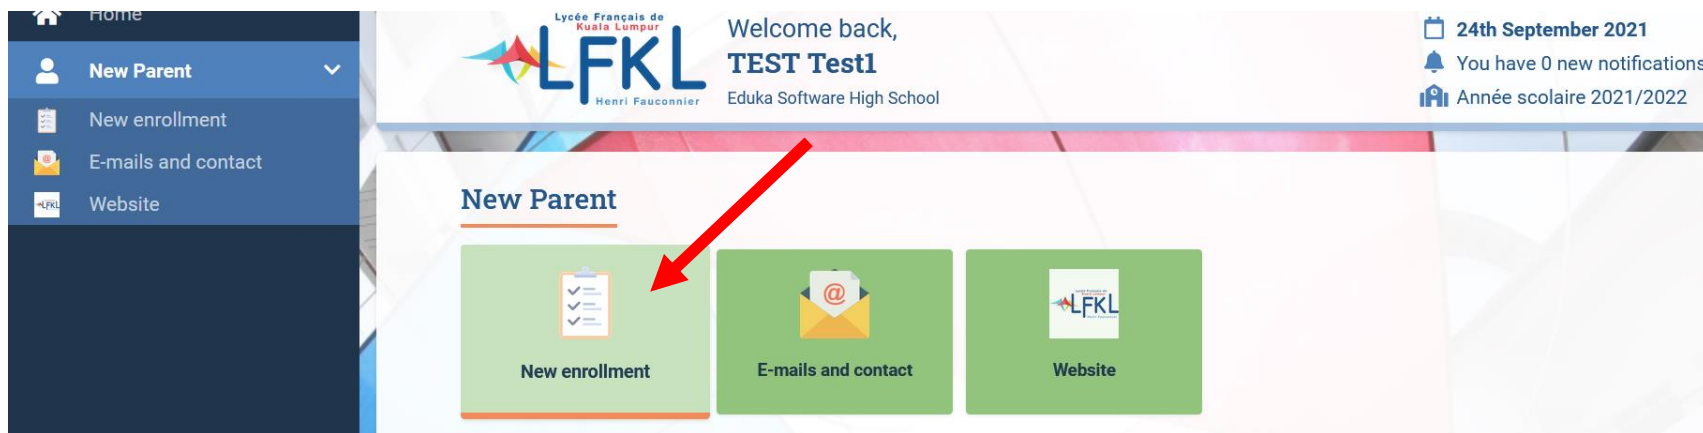 Home
New Parent
New enrollment
E-mails and contact
Website
Lycée Français de
Kuala Lumpur
LFKL
Henri Fauconnier
Welcome back,
TEST Test1
Eduka Software High School
24th September 2021
You have 0 new notifications
Année scolaire 2021/2022
New Parent
New enrollment
@
E-mails and contact
LFKL
Website